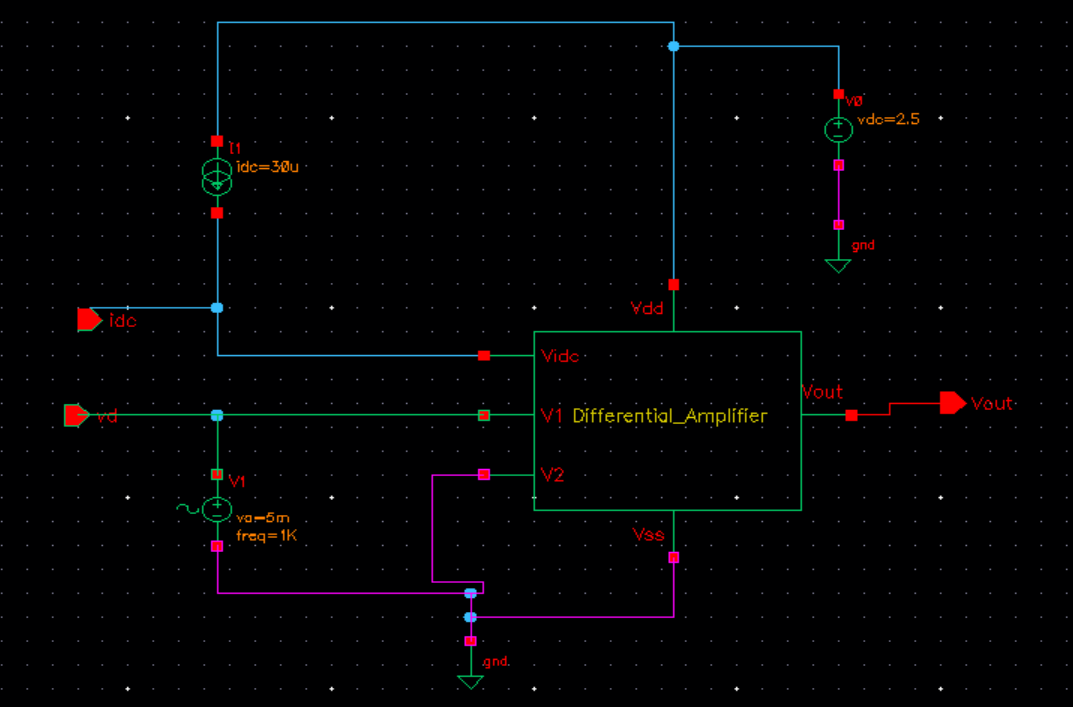 V0
vdc=2.5
I1
idc=30u
gnd
Vdd
idc
Vidc
Vout
Vout
vd
V1 Differential_Amplifier
V2
V1
va=5m
freq=1K
Vss
gnd